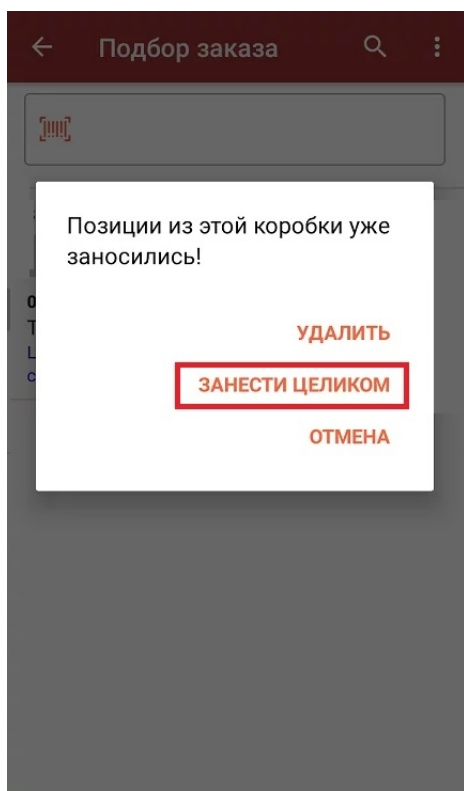 Подбор заказа
Позиции из этой коробки уже
заносились!
УДАЛИТЬ
ЗАНЕСТИ ЦЕЛИКОМ
ОТМЕНА